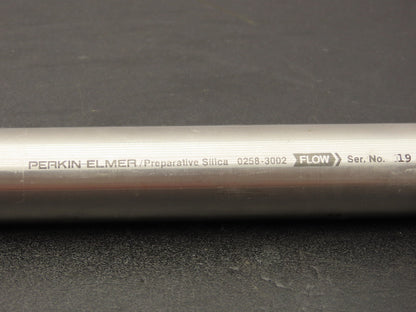 PERKIN ELMER/Preparative Silica 0258-3002 FLOW Ser. No. 19